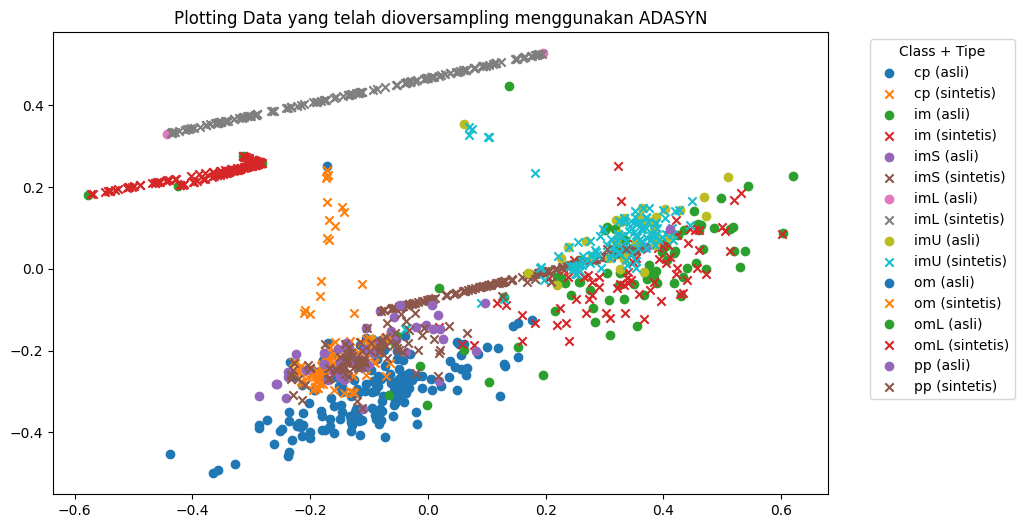 Plotting Data yang telah dioversampling menggunakan ADASYN
Class + Tipe
cp (asli)
cp (sintetis)
im (asli)
im (sintetis)
imS (asli)
imS (sintetis)
imL (asli)
imL (sintetis)
imU (asli)
imU (sintetis)
om (asli)
om (sintetis)
omL (asli)
omL (sintetis)
pp (asli)
pp (sintetis)
0.4
0.2
0.0
−0.2
−0.4
−0.6
−0.4
−0.2
0.0
0.2
0.4
0.6